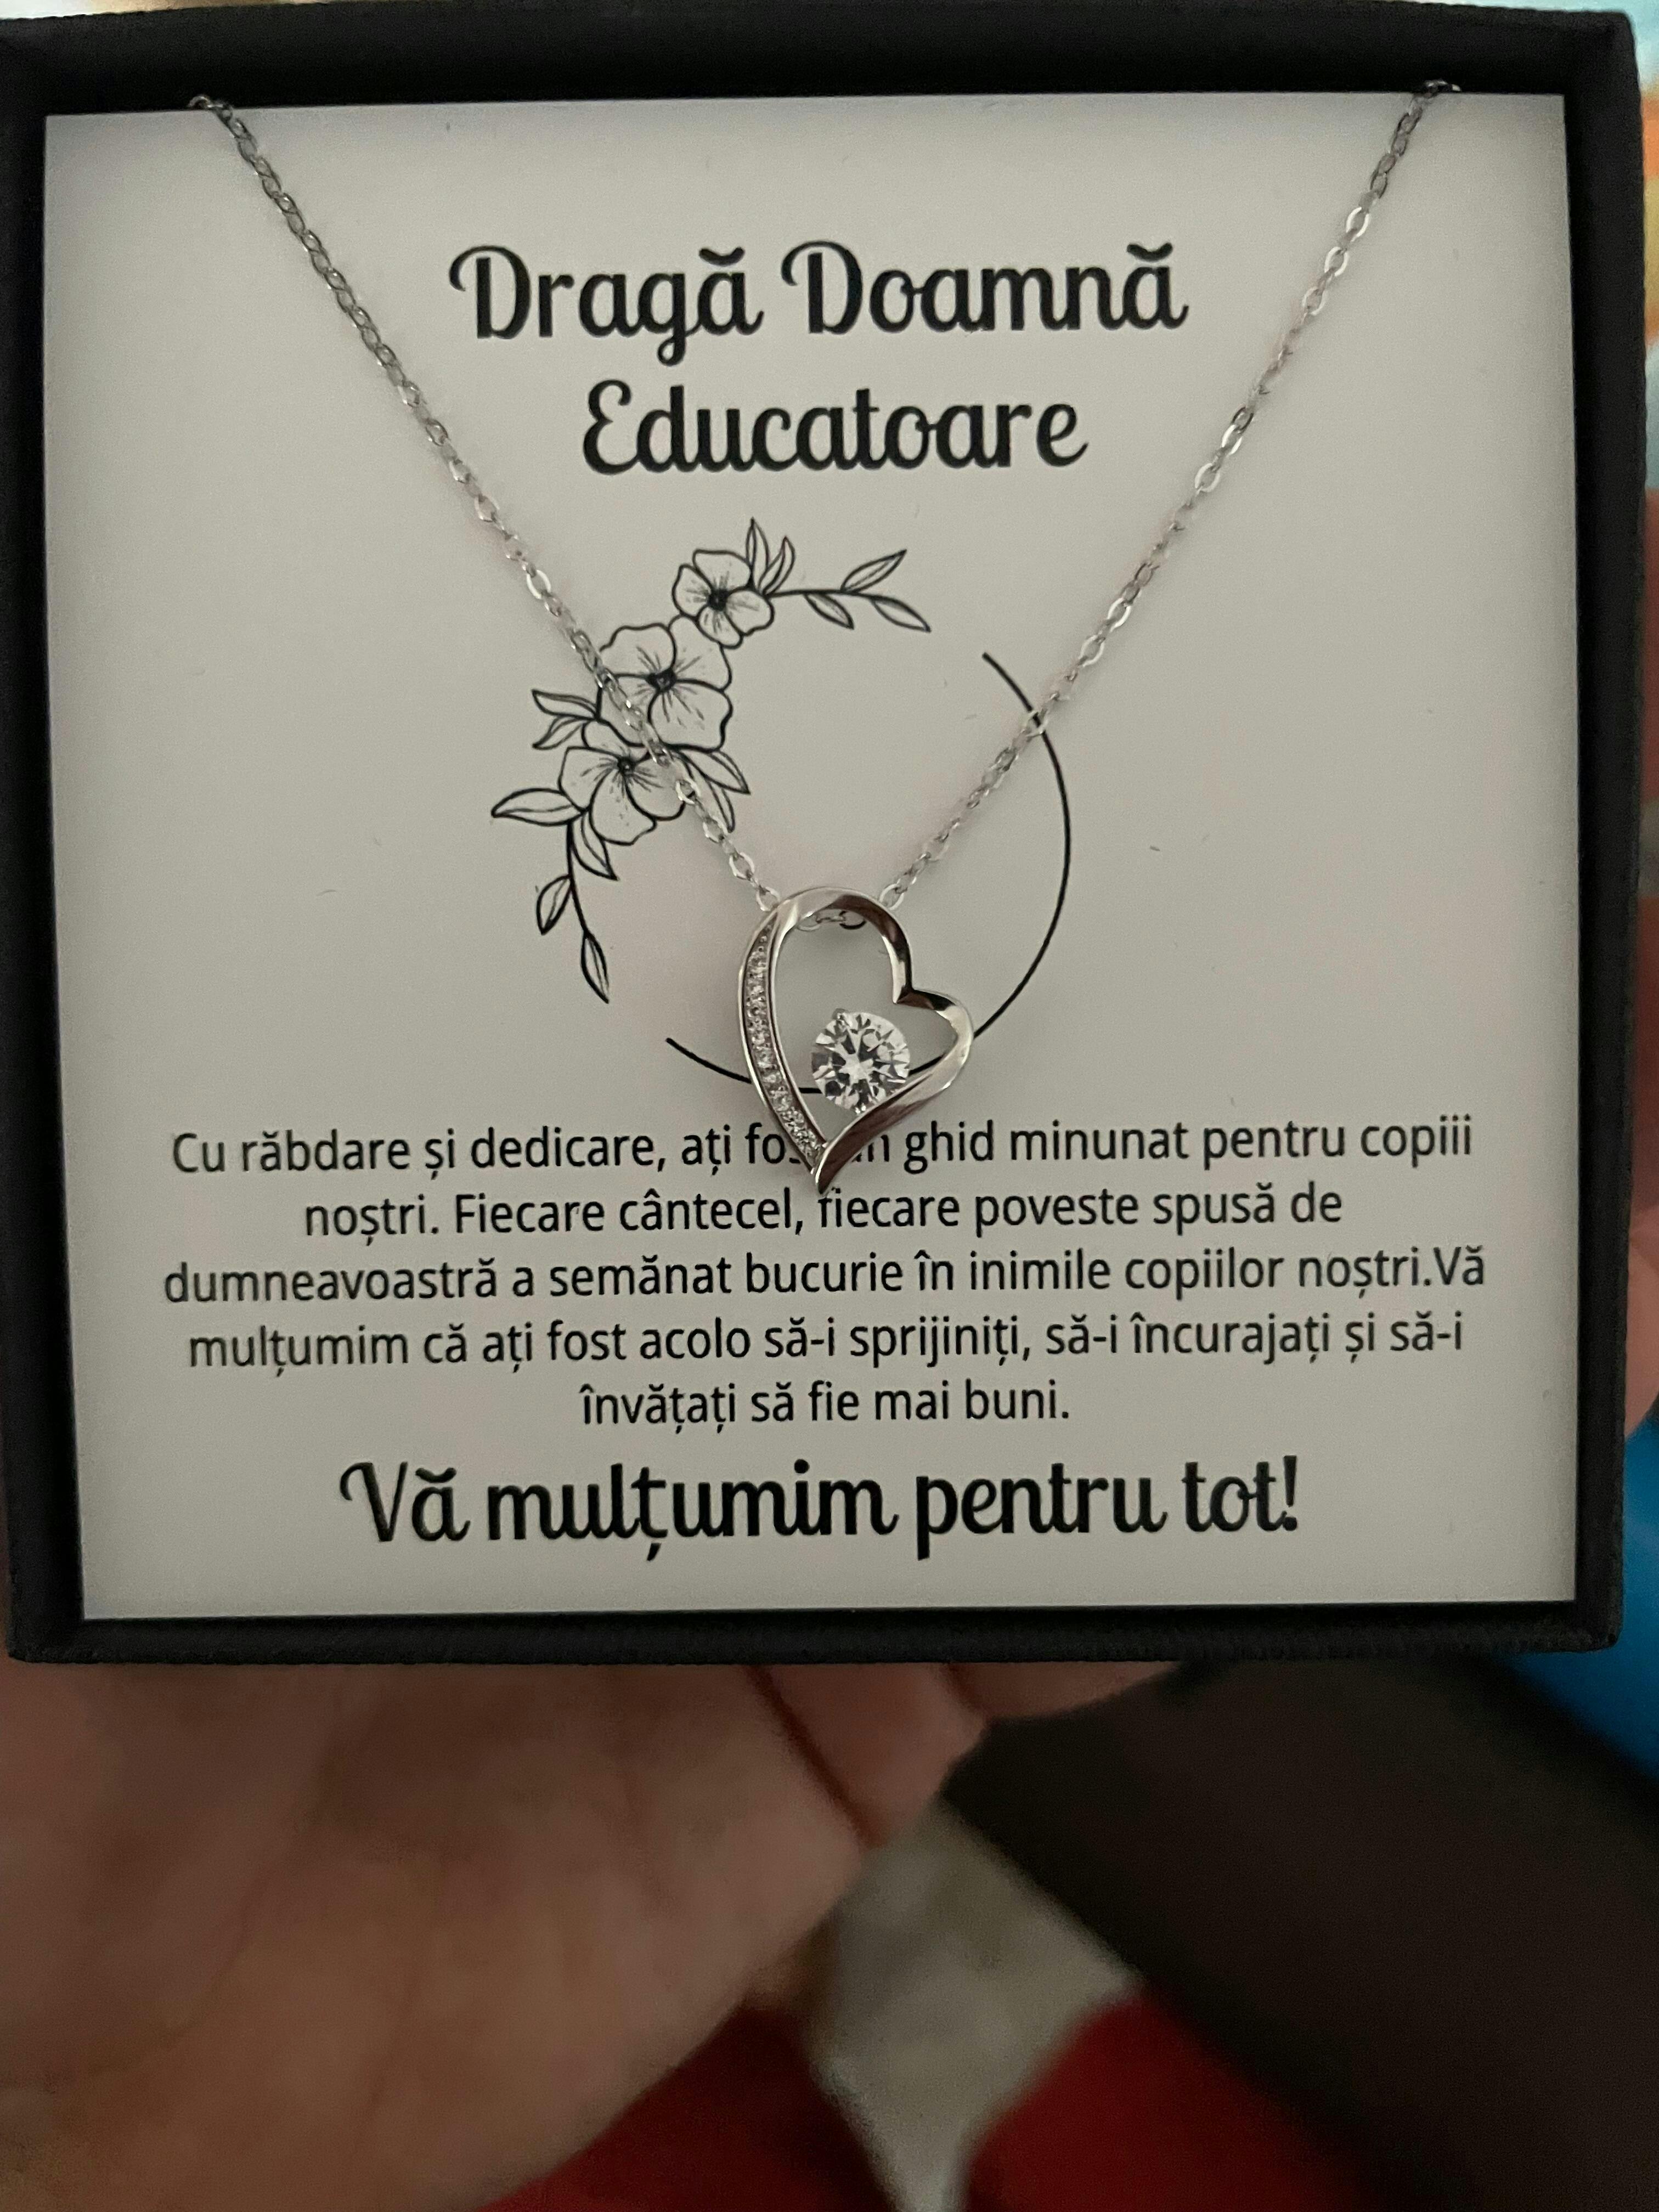 Dragă Doamnă
Educatoare
Cu răbdare și dedicare, ați ghid minunat pentru copiii
noștri. Fiecare cântecel, fiecare poveste spusă de
dumneavoastră a semănat bucurie în inimile copiilor noștri.Vă
mulțumim că ați fost acolo să-i sprijiniți, să-i încurajați și să-i
învățați să fie mai buni.
Vă mulțumim pentru tot!